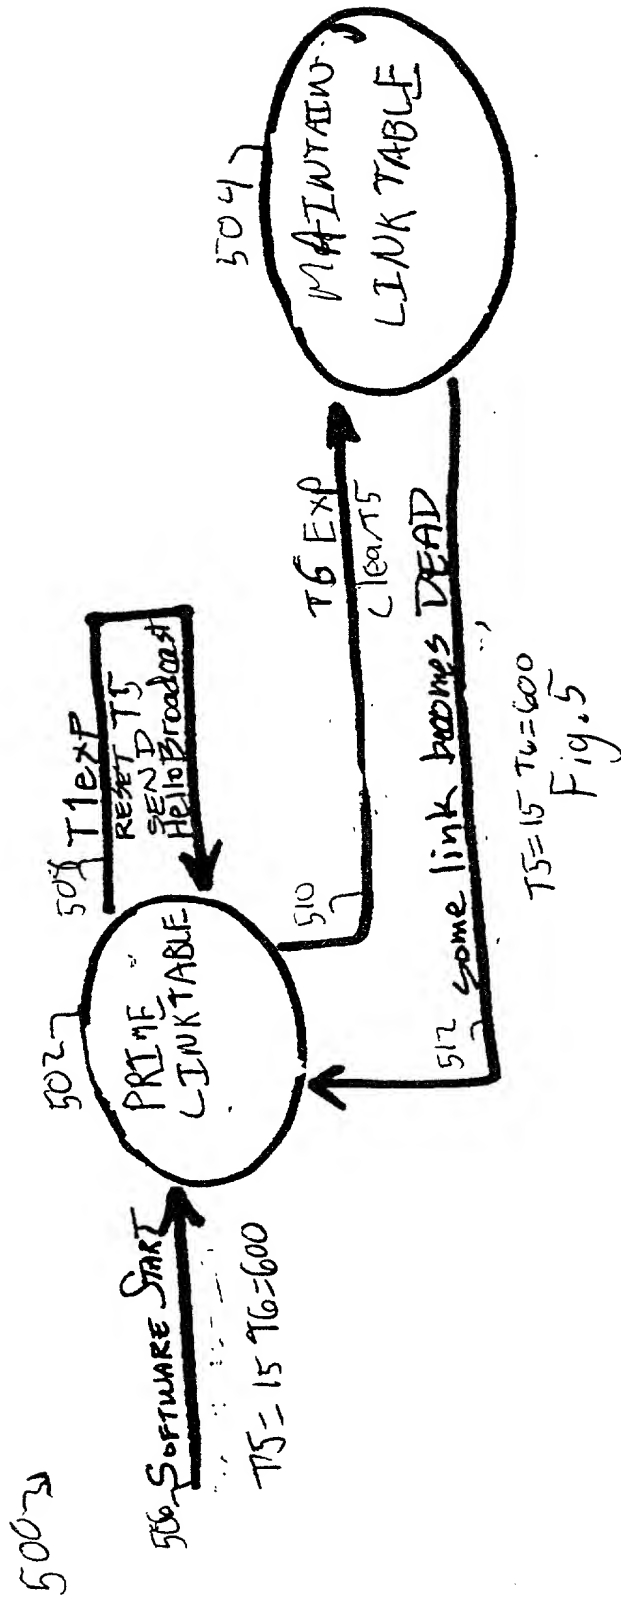 500
506 SOFTWARE START
T5=15 T6=600
502
PRIME
LINKTABLE
508 T1exp
RESET T5
SEND
HelloBroadcast
510
T6 EXP
Clear T5
504
MAINTAIN
LINK TABLE
512 some link becomes DEAD
T5=15 T6=600
Fig.5